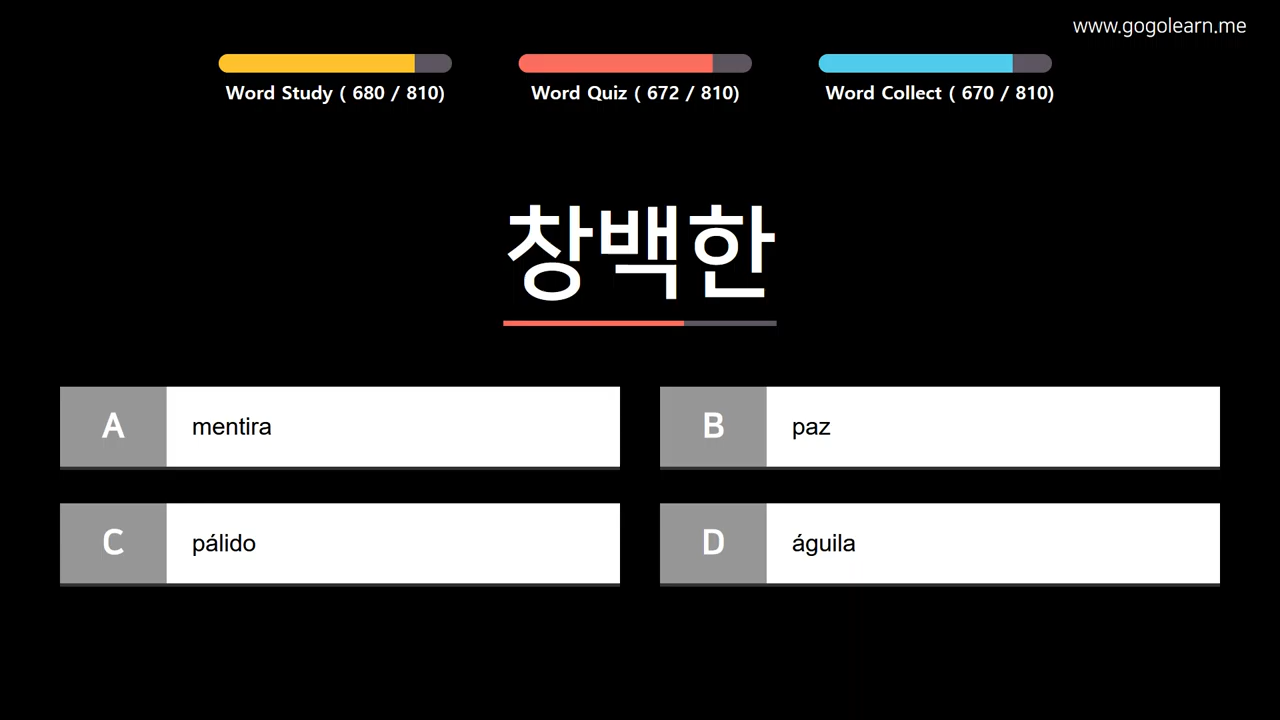 www.gogolearn.me
Word Study ( 680 / 810)
Word Quiz ( 672 / 810)
Word Collect ( 670 / 810)
창백한
A mentira
B paz
C pálido
D águila